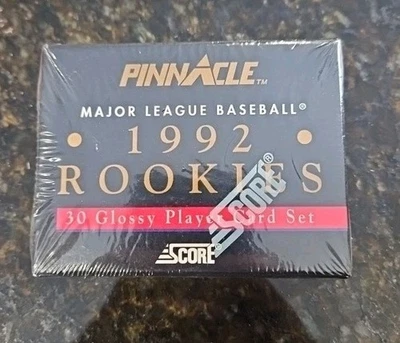 PINNACLE™
MAJOR LEAGUE BASEBALL®
• 1992 •
ROOKIES
30 Glossy Player Card Set
SCORE®
SCORE®